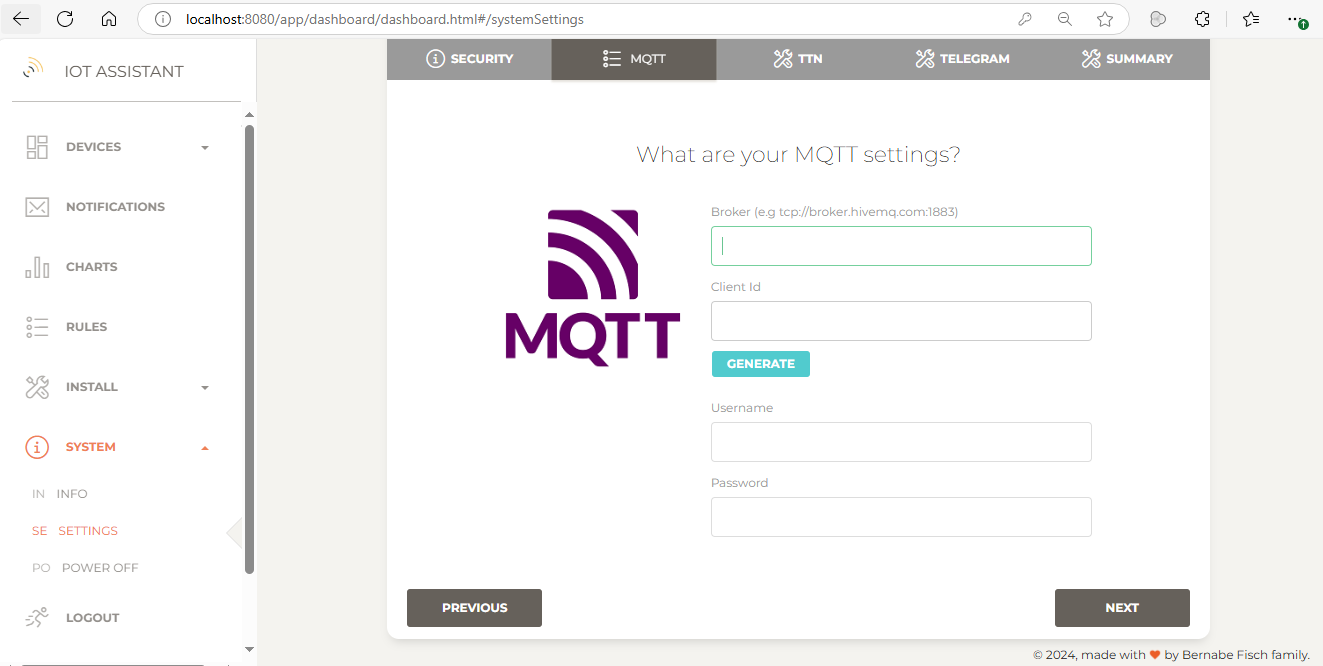 localhost:8080/app/dashboard/dashboard.html#/systemSettings
IOT ASSISTANT
DEVICES
NOTIFICATIONS
CHARTS
RULES
INSTALL
SYSTEM
IN INFO
SE SETTINGS
PO POWER OFF
LOGOUT
SECURITY MQTT TTN TELEGRAM SUMMARY
What are your MQTT settings?
MQTT
Broker (e.g tcp://broker.hivemq.com:1883)
Client Id
GENERATE
Username
Password
PREVIOUS NEXT
© 2024, made with ❤ by Bernabe Fisch family.